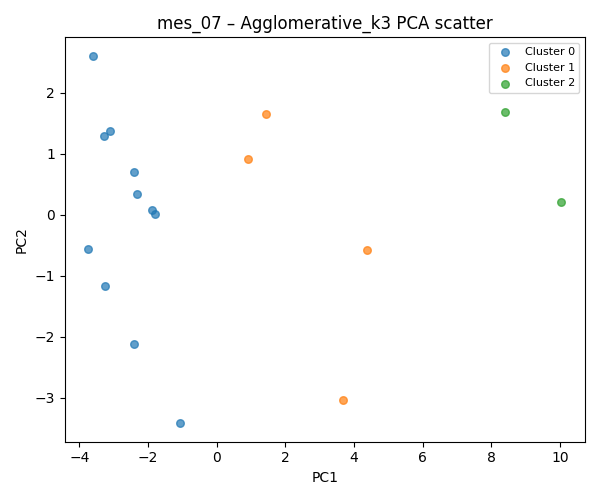 mes_07 – Agglomerative_k3 PCA scatter
Cluster 0
Cluster 1
Cluster 2
PC2
2
1
0
−1
−2
−3
−4
−2
0
2
4
6
8
10
PC1